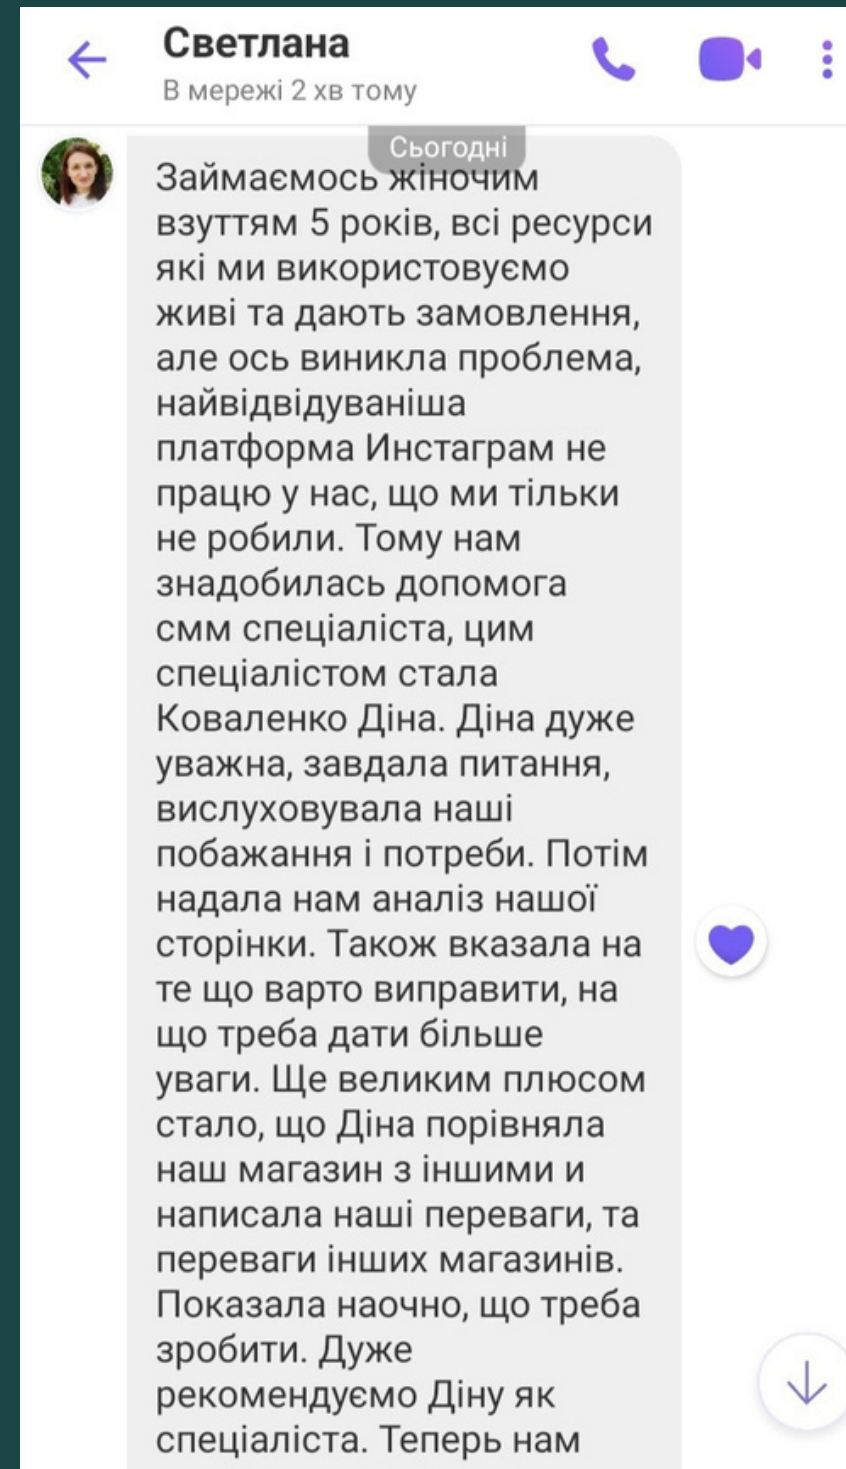 Светлана
В мережі 2 хв тому
Сьогодні
Займаємось жіночим
взуттям 5 років, всі ресурси
які ми використовуємо
живі та дають замовлення,
але ось виникла проблема,
найвідвідуваніша
платформа Инстаграм не
працю у нас, що ми тільки
не робили. Тому нам
знадобилась допомога
смм спеціаліста, цим
спеціалістом стала
Коваленко Діна. Діна дуже
уважна, завдала питання,
вислуховувала наші
побажання і потреби. Потім
надала нам аналіз нашої
сторінки. Також вказала на
те що варто виправити, на
що треба дати більше
уваги. Ще великим плюсом
стало, що Діна порівняла
наш магазин з іншими и
написала наші переваги, та
переваги інших магазинів.
Показала наочно, що треба
зробити. Дуже
рекомендуємо Діну як
спеціаліста. Теперь нам